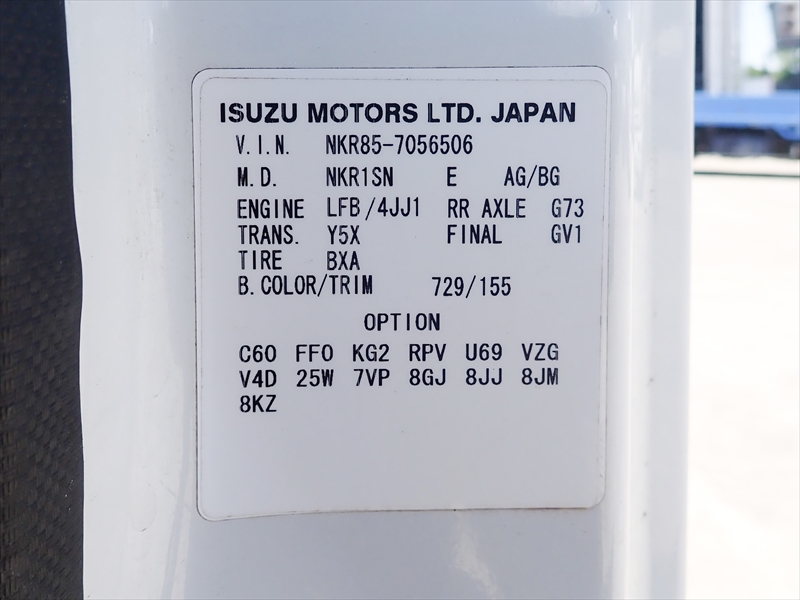 ISUZU MOTORS LTD. JAPAN
V.I.N. NKR85-7056506
M.D. NKR1SN E AG/BG
ENGINE LFB/4JJ1 RR AXLE G73
TRANS. Y5X FINAL GV1
TIRE BXA
B.COLOR/TRIM 729/155
OPTION
C60 FF0 KG2 RPV U69 VZG
V4D 25W 7VP 8GJ 8JJ 8JM
8KZ